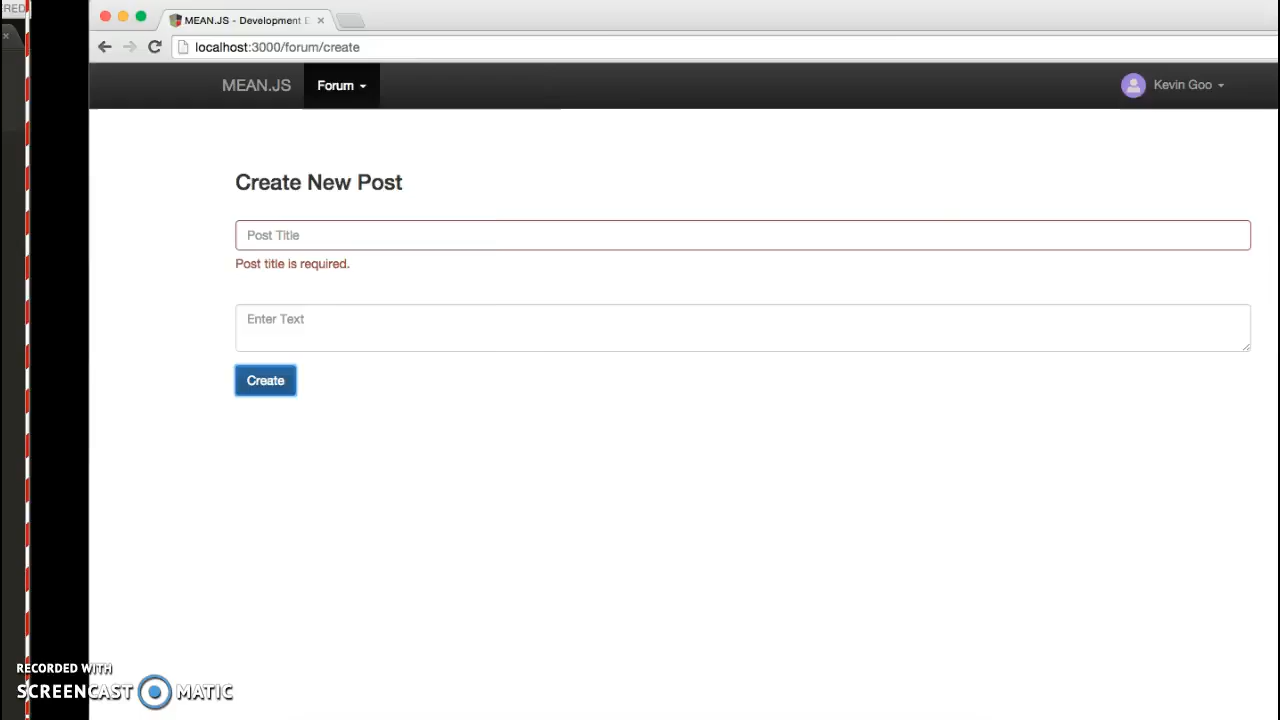 ERED
MEAN.JS - Development
localhost:3000/forum/create
MEAN.JS
Forum
Kevin Goo
Create New Post
Post Title
Post title is required.
Enter Text
Create
RECORDED WITH
SCREENCAST MATIC